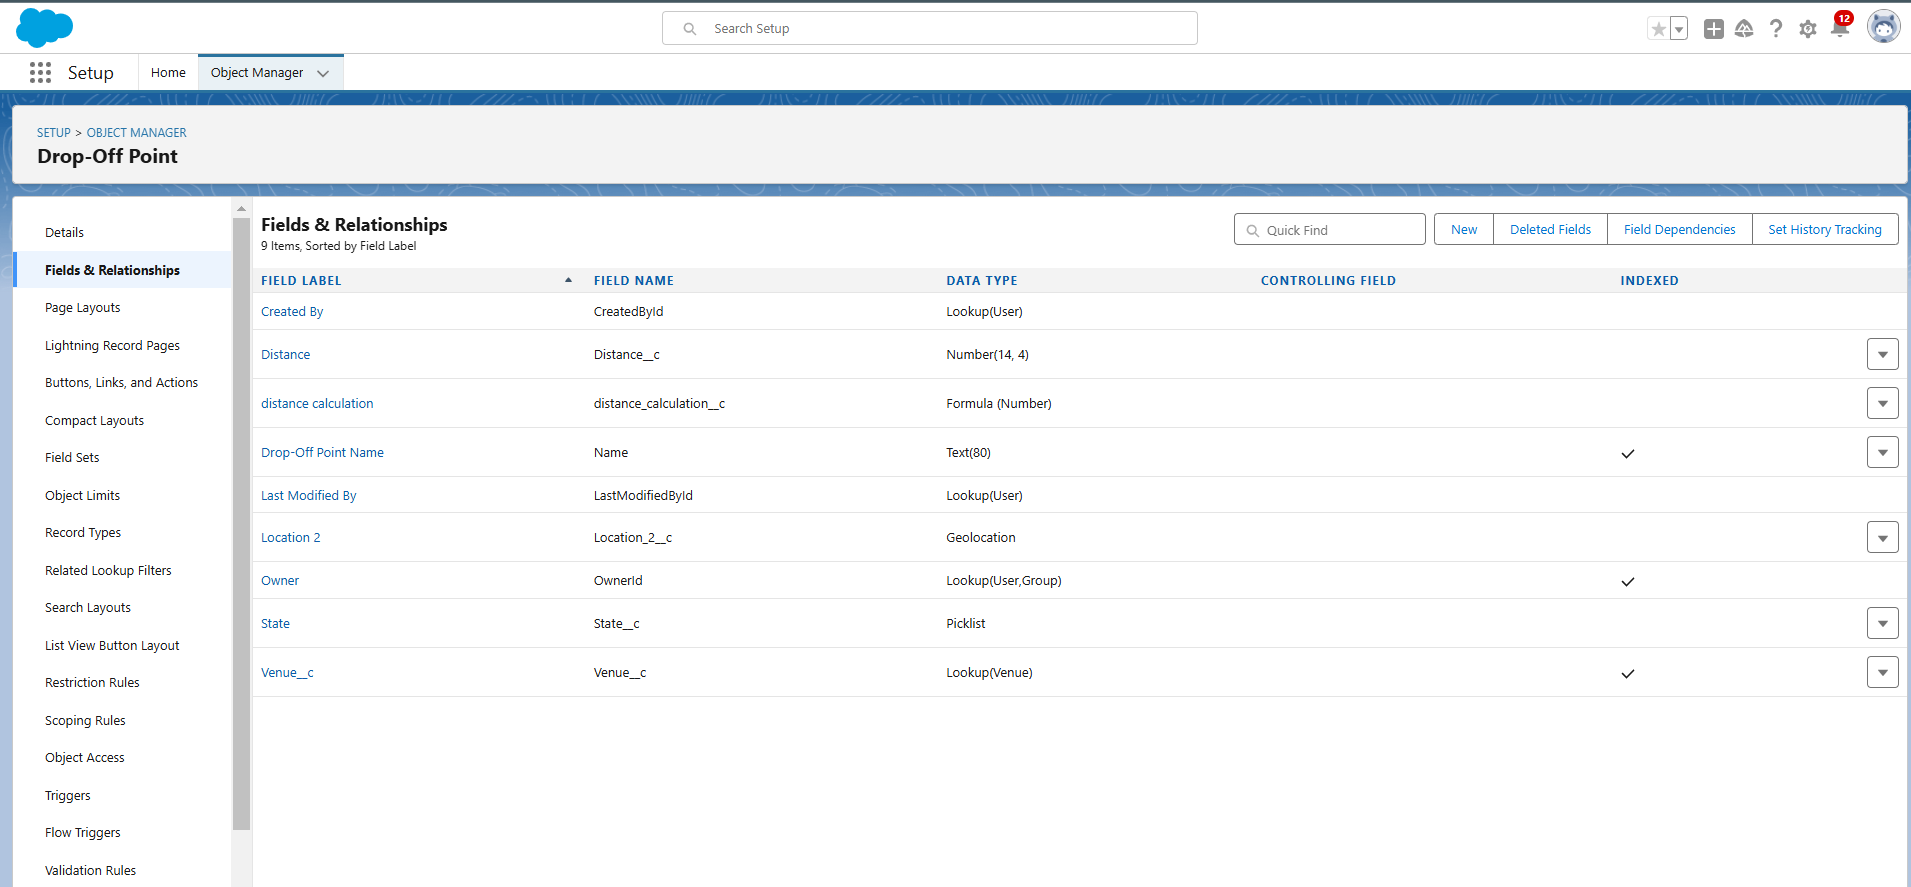 Search Setup
12
Setup
Home
Object Manager
SETUP > OBJECT MANAGER
Drop-Off Point
Details
Fields & Relationships
Page Layouts
Lightning Record Pages
Buttons, Links, and Actions
Compact Layouts
Field Sets
Object Limits
Record Types
Related Lookup Filters
Search Layouts
List View Button Layout
Restriction Rules
Scoping Rules
Object Access
Triggers
Flow Triggers
Validation Rules
Fields & Relationships
9 Items, Sorted by Field Label
Quick Find
New
Deleted Fields
Field Dependencies
Set History Tracking
FIELD LABEL FIELD NAME DATA TYPE CONTROLLING FIELD INDEXED
Created By CreatedById Lookup(User)
Distance Distance__c Number(14, 4)
distance calculation distance_calculation__c Formula (Number)
Drop-Off Point Name Name Text(80)
Last Modified By LastModifiedById Lookup(User)
Location 2 Location_2__c Geolocation
Owner OwnerId Lookup(User,Group)
State State__c Picklist
Venue__c Venue__c Lookup(Venue)